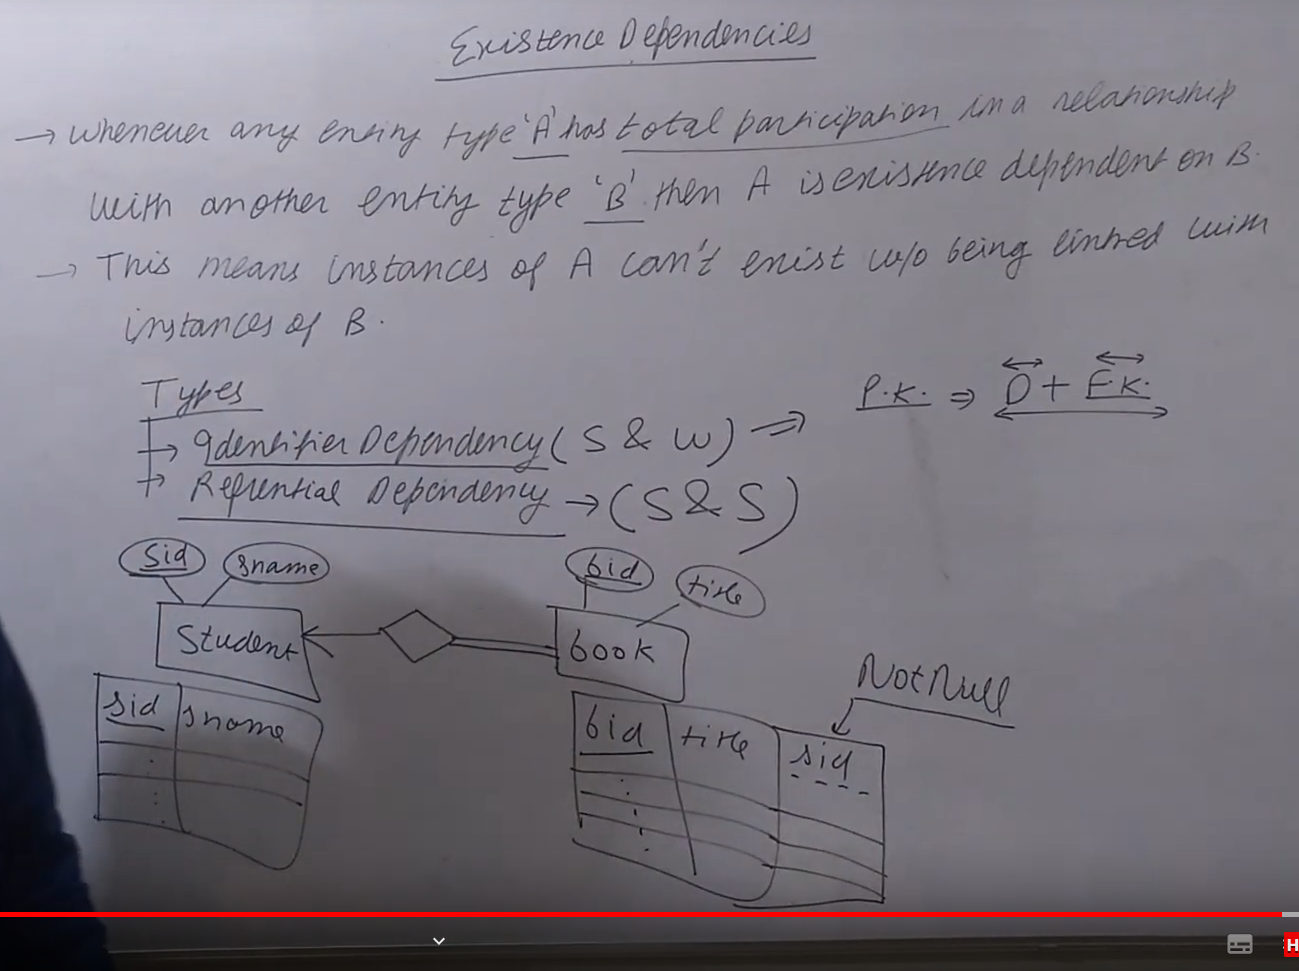 Existence Dependencies
→ Whenever any entity type 'A' has total participation in a relationship
with another entity type 'B' then A is existence dependent on B.
→ This means instances of A can't exist w/o being linked with
instances of B.
Types
→ Identifier Dependency (S & W) ⇒ P.K. ⇒ D + F.K.
→ Refrential Dependency → (S & S)
Sid sname bid title
Student book
Not Null
sid sname bid title sid
H